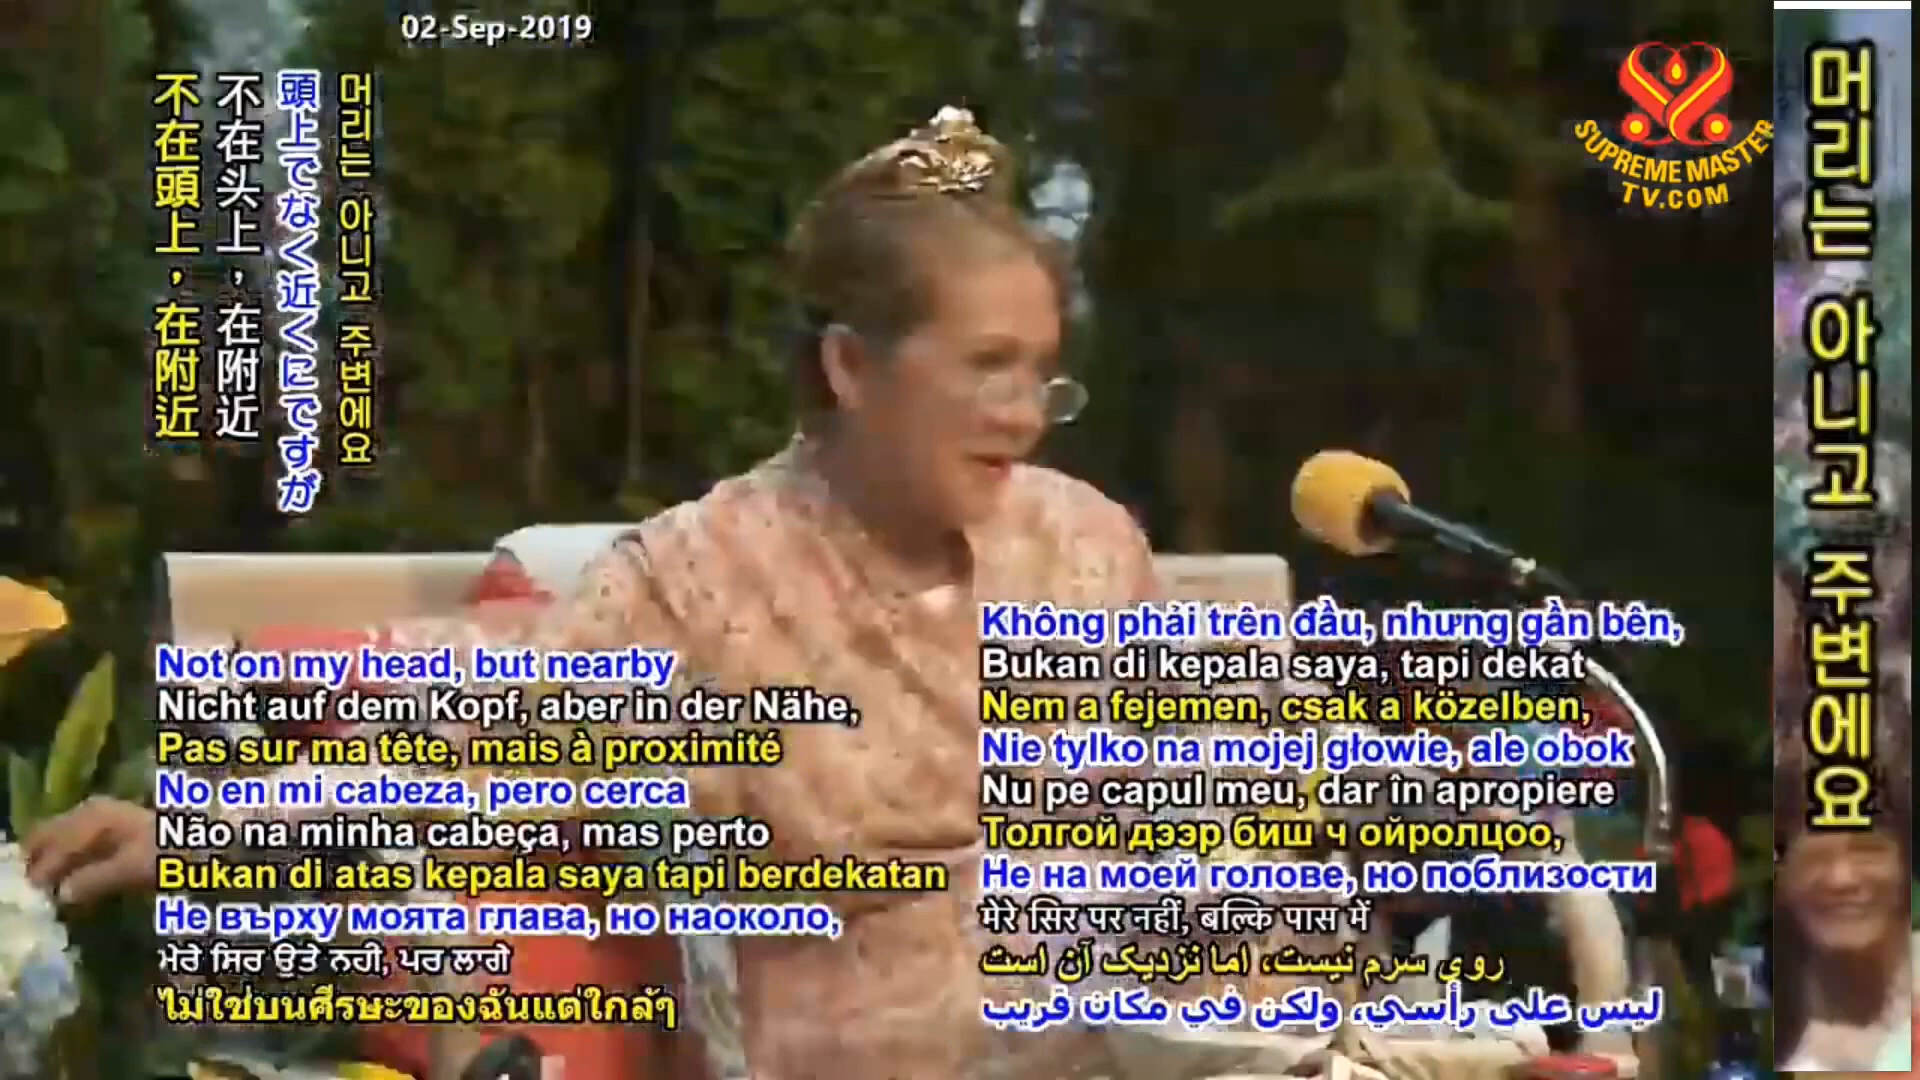 02-Sep-2019
SUPREME MASTER
TV.COM
머리는 아니고 주변에요
頭上でなく近くにですが
不在头上，在附近
不在頭上，在附近
Not on my head, but nearby
Nicht auf dem Kopf, aber in der Nähe,
Pas sur ma tête, mais à proximité
No en mi cabeza, pero cerca
Não na minha cabeça, mas perto
Bukan di atas kepala saya tapi berdekatan
Не върху моята глава, но наоколо,
ਮੇਰੇ ਸਿਰ ਉਤੇ ਨਹੀ, ਪਰ ਲਾਗੇ
ไม่ใช่บนศีรษะของฉันแต่ใกล้ๆ
Không phải trên đầu, nhưng gần bên,
Bukan di kepala saya, tapi dekat
Nem a fejemen, csak a közelben,
Nie tylko na mojej głowie, ale obok
Nu pe capul meu, dar în apropiere
Толгой дээр биш ч ойролцоо,
Не на моей голове, но поблизости
मेरे सिर पर नहीं, बल्कि पास में
روی سرم نیست، اما نزدیک آن است
ليس على رأسي، ولكن في مكان قريب
머리는 아니고 주변에요